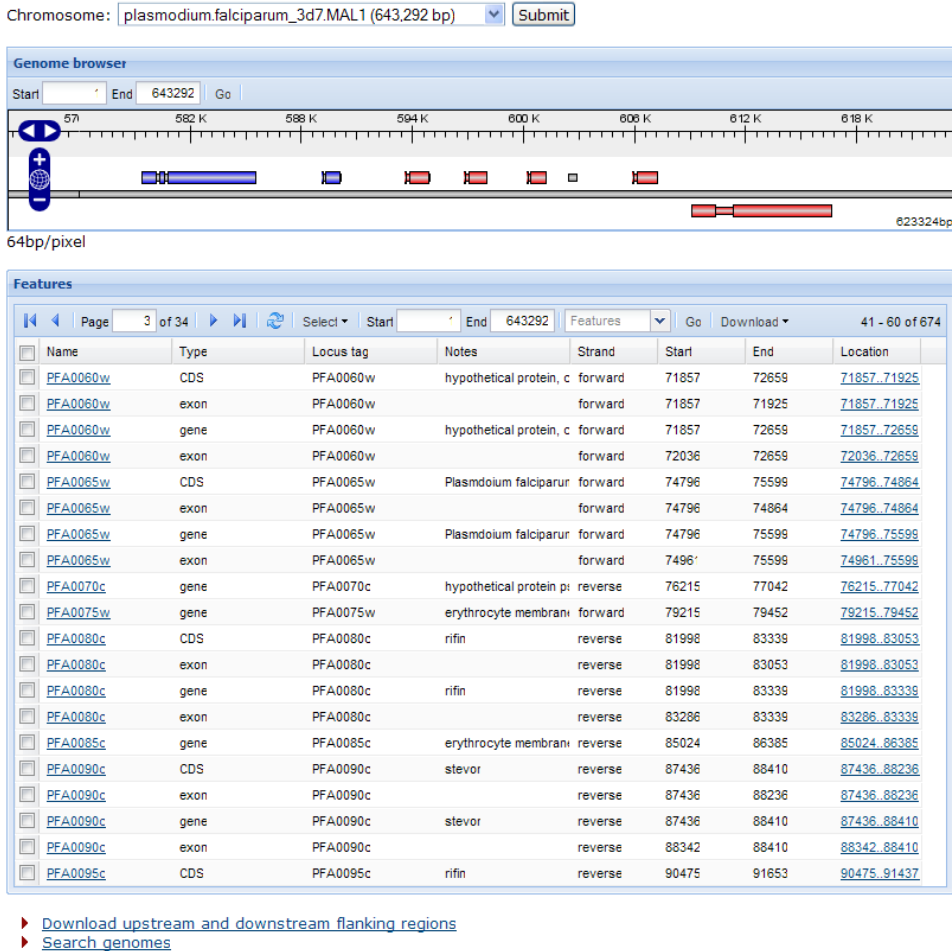 Chromosome: plasmodium.falciparum_3d7.MAL1 (643,292 bp) Submit
Genome browser
Start 1 End 643292 Go
582 K 588 K 594 K 600 K 606 K 612 K 618 K
623324bp
64bp/pixel
Features
Page 3 of 34 Select Start 1 End 643292 Features Go Download 41 - 60 of 674
Name Type Locus tag Notes Strand Start End Location
PFA0060w CDS PFA0060w hypothetical protein, c forward 71857 72659 71857..71925
PFA0060w exon PFA0060w forward 71857 71925 71857..71925
PFA0060w gene PFA0060w hypothetical protein, c forward 71857 72659 71857..72659
PFA0060w exon PFA0060w forward 72036 72659 72036..72659
PFA0065w CDS PFA0065w Plasmdoium falciparum forward 74796 75599 74796..74864
PFA0065w exon PFA0065w forward 74796 74864 74796..74864
PFA0065w gene PFA0065w Plasmdoium falciparum forward 74796 75599 74796..75599
PFA0065w exon PFA0065w forward 74961 75599 74961..75599
PFA0070c gene PFA0070c hypothetical protein ps reverse 76215 77042 76215..77042
PFA0075w gene PFA0075w erythrocyte membrane forward 79215 79452 79215..79452
PFA0080c CDS PFA0080c rifin reverse 81998 83339 81998..83053
PFA0080c exon PFA0080c reverse 81998 83053 81998..83053
PFA0080c gene PFA0080c rifin reverse 81998 83339 81998..83339
PFA0080c exon PFA0080c reverse 83286 83339 83286..83339
PFA0085c gene PFA0085c erythrocyte membrane reverse 85024 86385 85024..86385
PFA0090c CDS PFA0090c stevor reverse 87436 88410 87436..88236
PFA0090c exon PFA0090c reverse 87436 88236 87436..88236
PFA0090c gene PFA0090c stevor reverse 87436 88410 87436..88410
PFA0090c exon PFA0090c reverse 88342 88410 88342..88410
PFA0095c CDS PFA0095c rifin reverse 90475 91653 90475..91437
Download upstream and downstream flanking regions
Search genomes